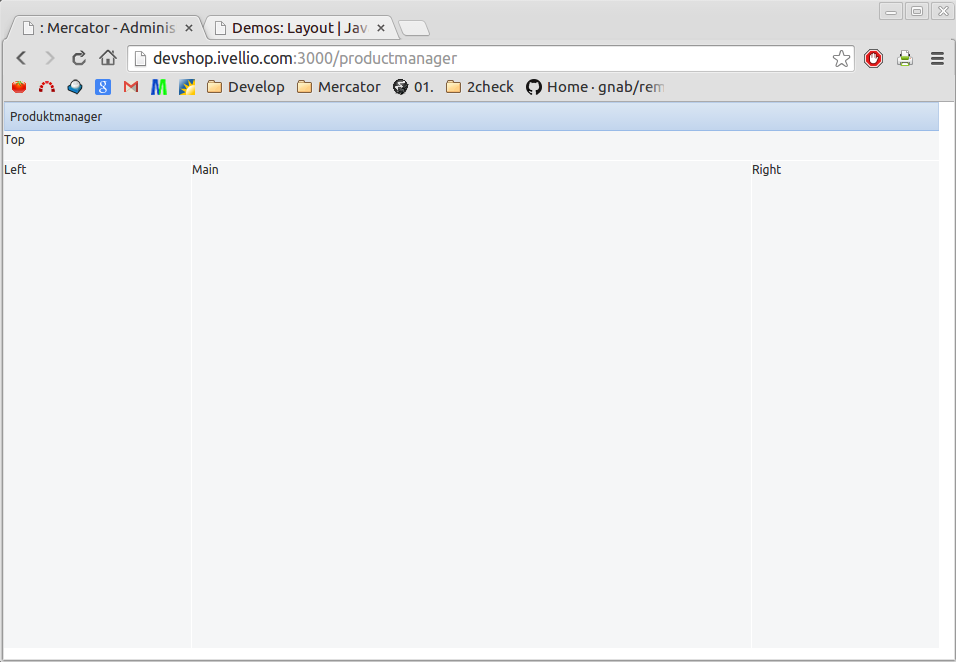 : Mercator - Adminis
Demos: Layout | Jav
devshop.ivellio.com:3000/productmanager
8 M Develop Mercator 01. 2check Home · gnab/rem
Produktmanager
Top
Left Main Right